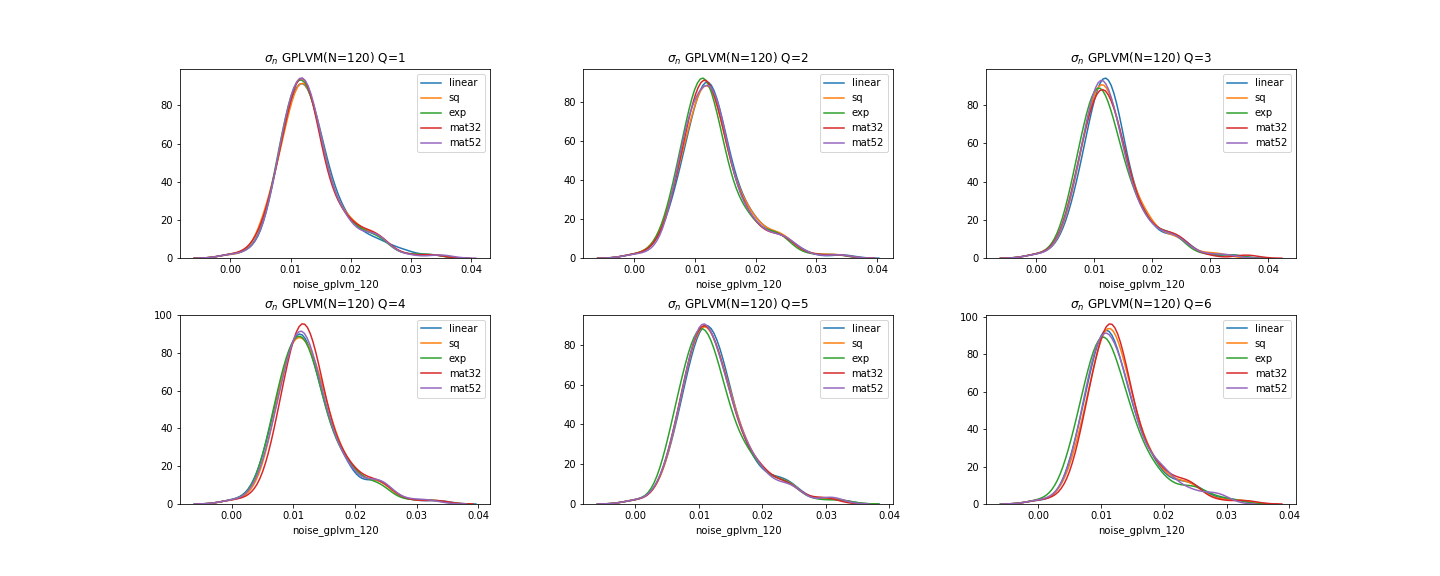 σn GPLVM(N=120) Q=1
80
60
40
20
0
0.00 0.01 0.02 0.03 0.04
noise_gplvm_120
linear
sq
exp
mat32
mat52
σn GPLVM(N=120) Q=2
80
60
40
20
0
0.00 0.01 0.02 0.03 0.04
noise_gplvm_120
linear
sq
exp
mat32
mat52
σn GPLVM(N=120) Q=3
80
60
40
20
0
0.00 0.01 0.02 0.03 0.04
noise_gplvm_120
linear
sq
exp
mat32
mat52
σn GPLVM(N=120) Q=4
100
80
60
40
20
0
0.00 0.01 0.02 0.03 0.04
noise_gplvm_120
linear
sq
exp
mat32
mat52
σn GPLVM(N=120) Q=5
80
60
40
20
0
0.00 0.01 0.02 0.03 0.04
noise_gplvm_120
linear
sq
exp
mat32
mat52
σn GPLVM(N=120) Q=6
100
80
60
40
20
0
0.00 0.01 0.02 0.03 0.04
noise_gplvm_120
linear
sq
exp
mat32
mat52